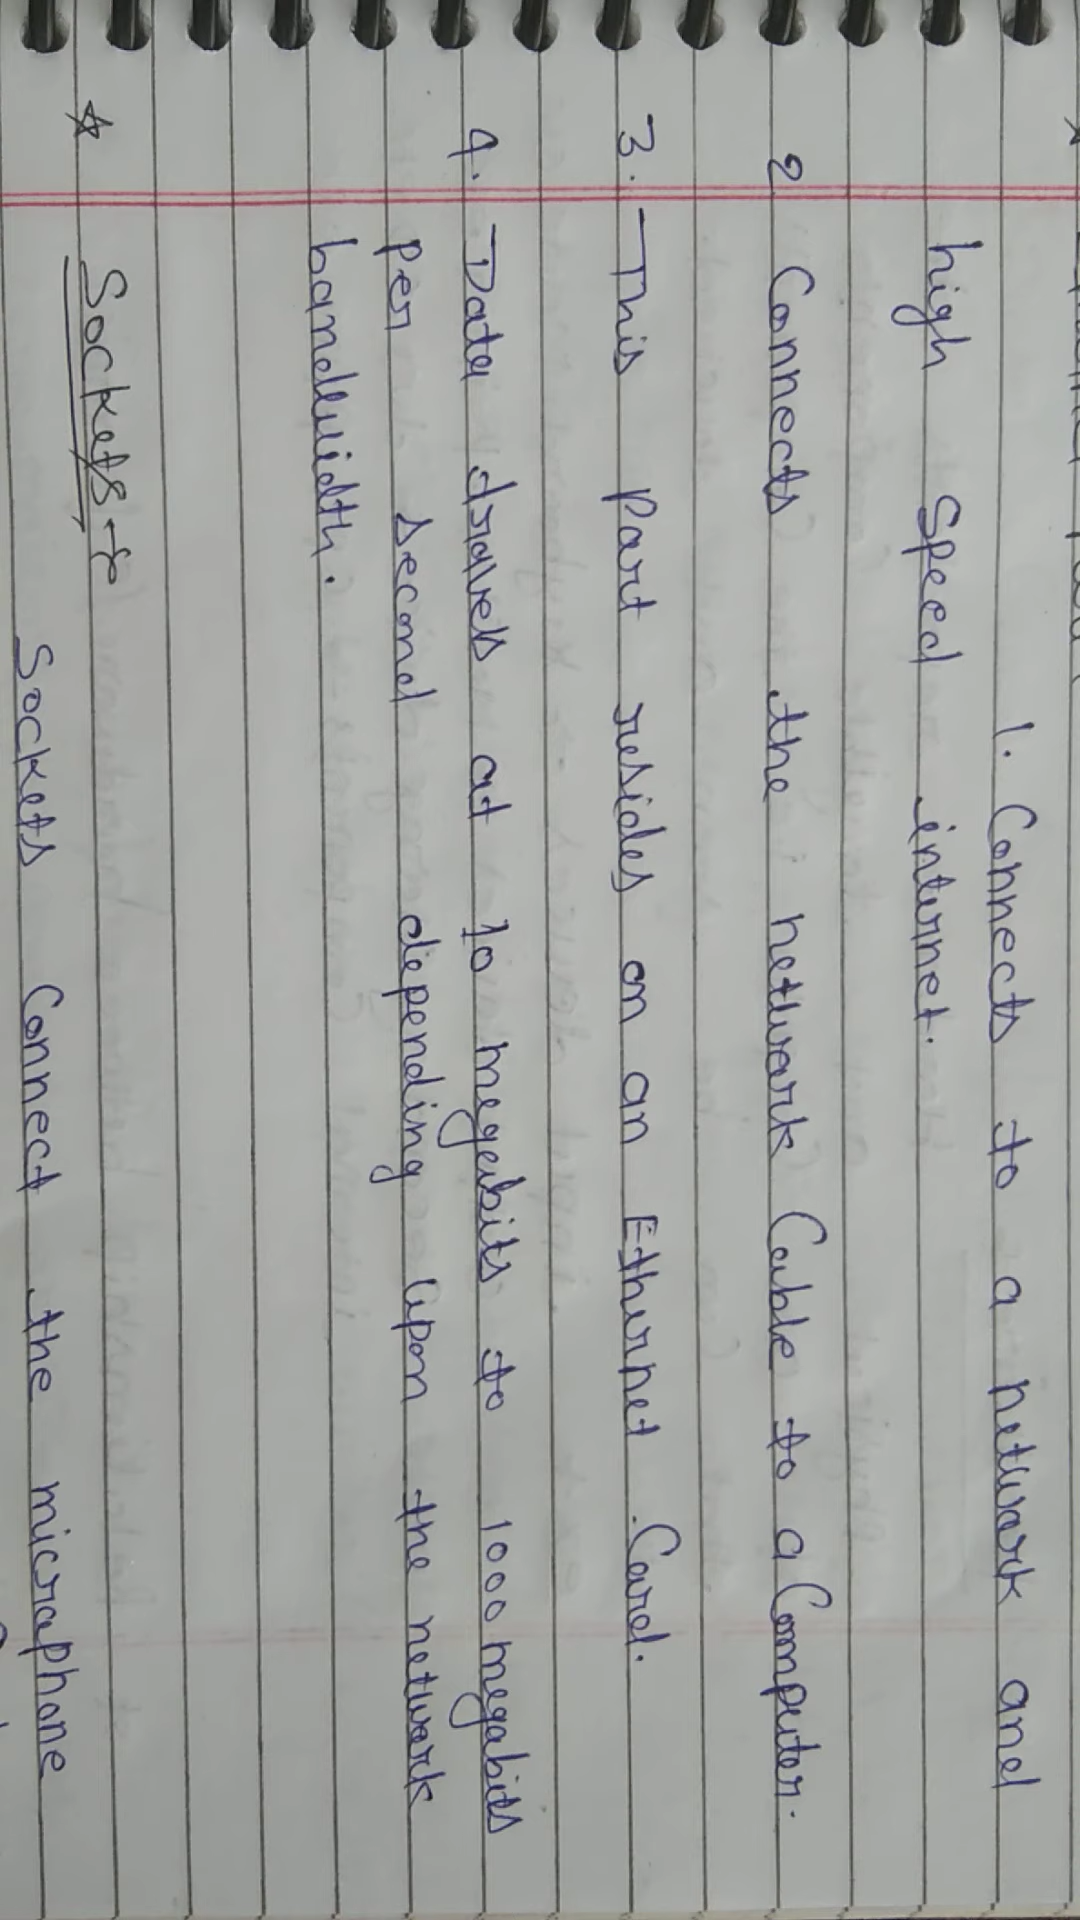 1. Connects to a network and
high Speed internet.
2 Connects the network Cable to a Computer.
3. This Part resides on an Ethernet Card.
4. Data travels at 10 megabits to 1000 megabits
per second depending upon the network
bandwidth.
☆ Sockets :-
Sockets Connect the microphone